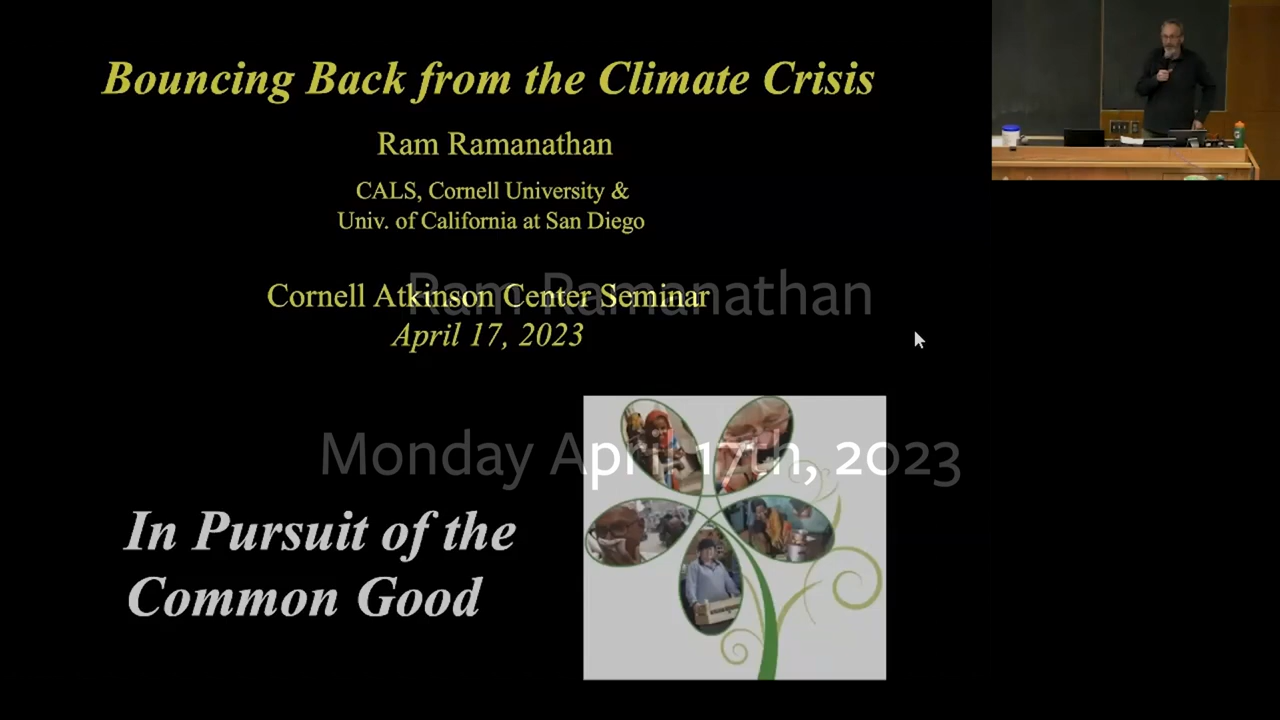 Bouncing Back from the Climate Crisis
Ram Ramanathan
CALS, Cornell University &
Univ. of California at San Diego
Ram Ramanathan
Cornell Atkinson Center Seminar
April 17, 2023
Monday April 17th, 2023
In Pursuit of the
Common Good